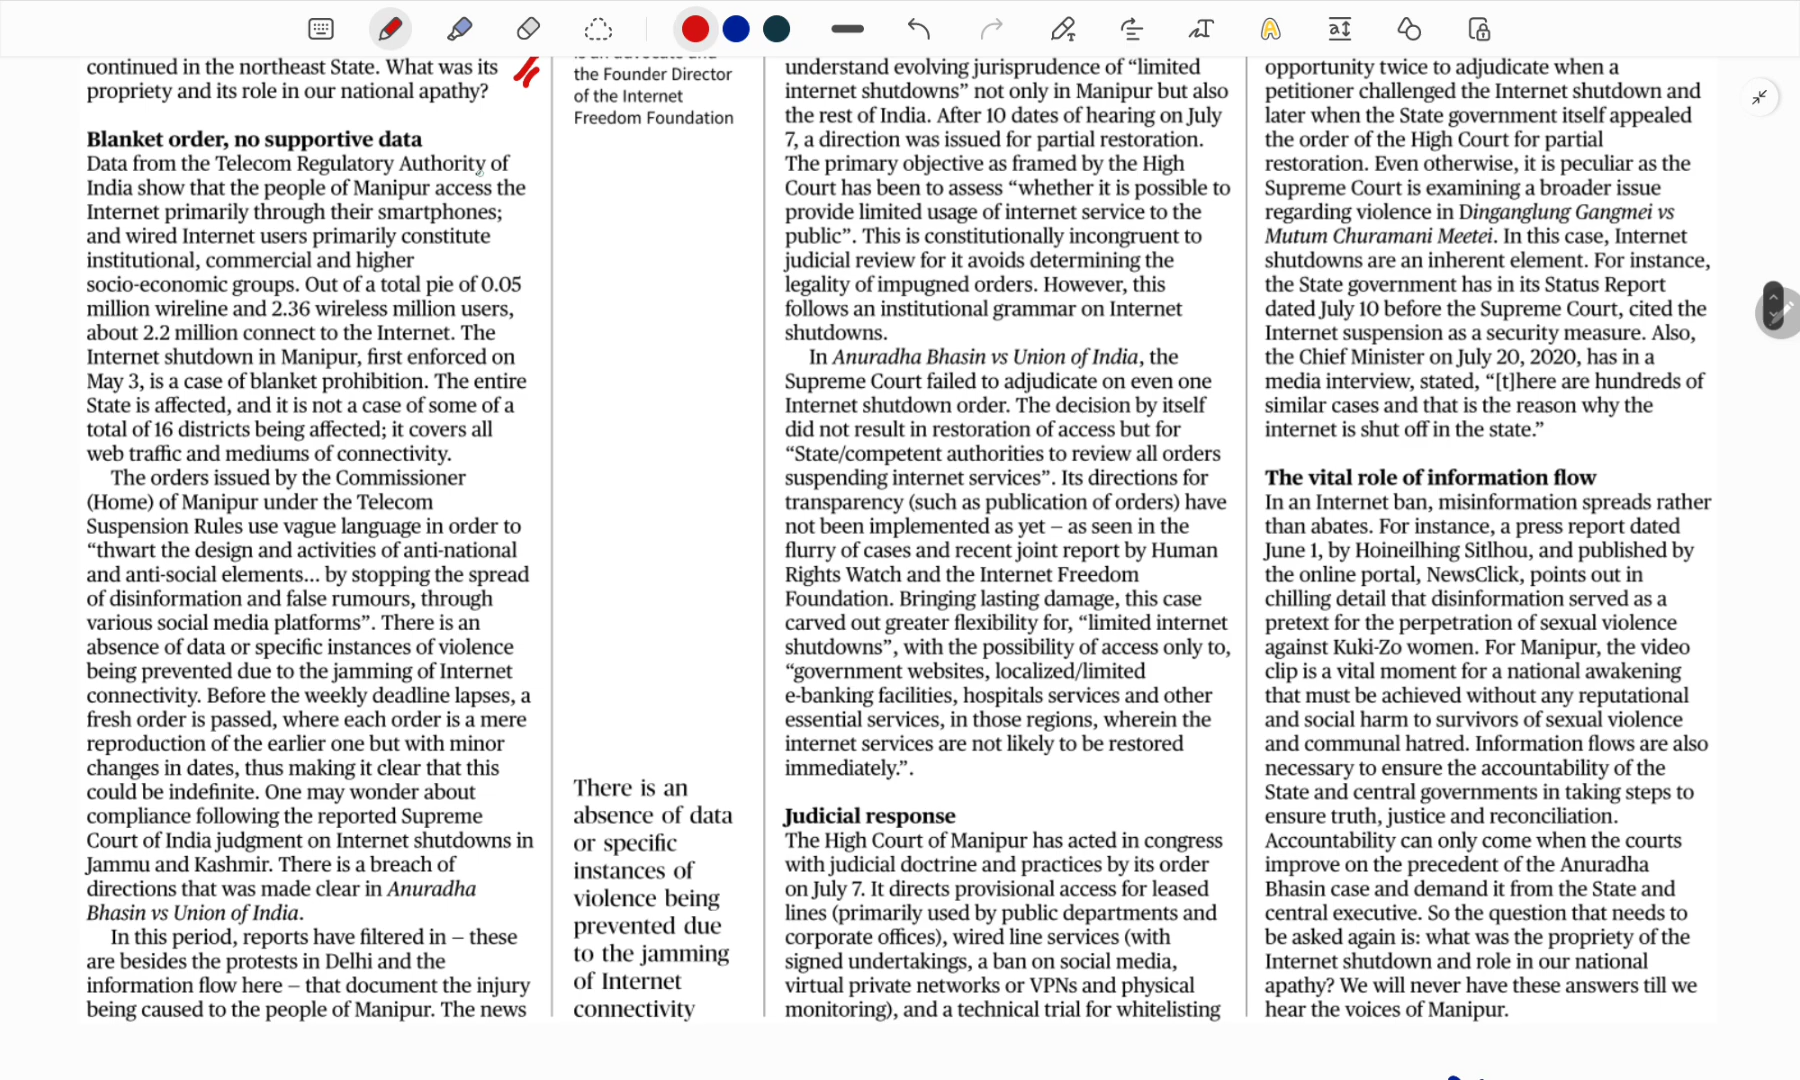 continued in the northeast State. What was its
propriety and its role in our national apathy?
Blanket order, no supportive data
Data from the Telecom Regulatory Authority of
India show that the people of Manipur access the
Internet primarily through their smartphones;
and wired Internet users primarily constitute
institutional, commercial and higher
socio-economic groups. Out of a total pie of 0.05
million wireline and 2.36 wireless million users,
about 2.2 million connect to the Internet. The
Internet shutdown in Manipur, first enforced on
May 3, is a case of blanket prohibition. The entire
State is affected, and it is not a case of some of a
total of 16 districts being affected; it covers all
web traffic and mediums of connectivity.
The orders issued by the Commissioner
(Home) of Manipur under the Telecom
Suspension Rules use vague language in order to
“thwart the design and activities of anti-national
and anti-social elements... by stopping the spread
of disinformation and false rumours, through
various social media platforms”. There is an
absence of data or specific instances of violence
being prevented due to the jamming of Internet
connectivity. Before the weekly deadline lapses, a
fresh order is passed, where each order is a mere
reproduction of the earlier one but with minor
changes in dates, thus making it clear that this
could be indefinite. One may wonder about
compliance following the reported Supreme
Court of India judgment on Internet shutdowns in
Jammu and Kashmir. There is a breach of
directions that was made clear in Anuradha
Bhasin vs Union of India.
In this period, reports have filtered in – these
are besides the protests in Delhi and the
information flow here – that document the injury
being caused to the people of Manipur. The news
is an advocate and
the Founder Director
of the Internet
Freedom Foundation
There is an
absence of data
or specific
instances of
violence being
prevented due
to the jamming
of Internet
connectivity
understand evolving jurisprudence of “limited
internet shutdowns” not only in Manipur but also
the rest of India. After 10 dates of hearing on July
7, a direction was issued for partial restoration.
The primary objective as framed by the High
Court has been to assess “whether it is possible to
provide limited usage of internet service to the
public”. This is constitutionally incongruent to
judicial review for it avoids determining the
legality of impugned orders. However, this
follows an institutional grammar on Internet
shutdowns.
In Anuradha Bhasin vs Union of India, the
Supreme Court failed to adjudicate on even one
Internet shutdown order. The decision by itself
did not result in restoration of access but for
“State/competent authorities to review all orders
suspending internet services”. Its directions for
transparency (such as publication of orders) have
not been implemented as yet – as seen in the
flurry of cases and recent joint report by Human
Rights Watch and the Internet Freedom
Foundation. Bringing lasting damage, this case
carved out greater flexibility for, “limited internet
shutdowns”, with the possibility of access only to,
“government websites, localized/limited
e-banking facilities, hospitals services and other
essential services, in those regions, wherein the
internet services are not likely to be restored
immediately.”.
Judicial response
The High Court of Manipur has acted in congress
with judicial doctrine and practices by its order
on July 7. It directs provisional access for leased
lines (primarily used by public departments and
corporate offices), wired line services (with
signed undertakings, a ban on social media,
virtual private networks or VPNs and physical
monitoring), and a technical trial for whitelisting
opportunity twice to adjudicate when a
petitioner challenged the Internet shutdown and
later when the State government itself appealed
the order of the High Court for partial
restoration. Even otherwise, it is peculiar as the
Supreme Court is examining a broader issue
regarding violence in Dinganglung Gangmei vs
Mutum Churamani Meetei. In this case, Internet
shutdowns are an inherent element. For instance,
the State government has in its Status Report
dated July 10 before the Supreme Court, cited the
Internet suspension as a security measure. Also,
the Chief Minister on July 20, 2020, has in a
media interview, stated, “[t]here are hundreds of
similar cases and that is the reason why the
internet is shut off in the state.”
The vital role of information flow
In an Internet ban, misinformation spreads rather
than abates. For instance, a press report dated
June 1, by Hoineilhing Sitlhou, and published by
the online portal, NewsClick, points out in
chilling detail that disinformation served as a
pretext for the perpetration of sexual violence
against Kuki-Zo women. For Manipur, the video
clip is a vital moment for a national awakening
that must be achieved without any reputational
and social harm to survivors of sexual violence
and communal hatred. Information flows are also
necessary to ensure the accountability of the
State and central governments in taking steps to
ensure truth, justice and reconciliation.
Accountability can only come when the courts
improve on the precedent of the Anuradha
Bhasin case and demand it from the State and
central executive. So the question that needs to
be asked again is: what was the propriety of the
Internet shutdown and role in our national
apathy? We will never have these answers till we
hear the voices of Manipur.